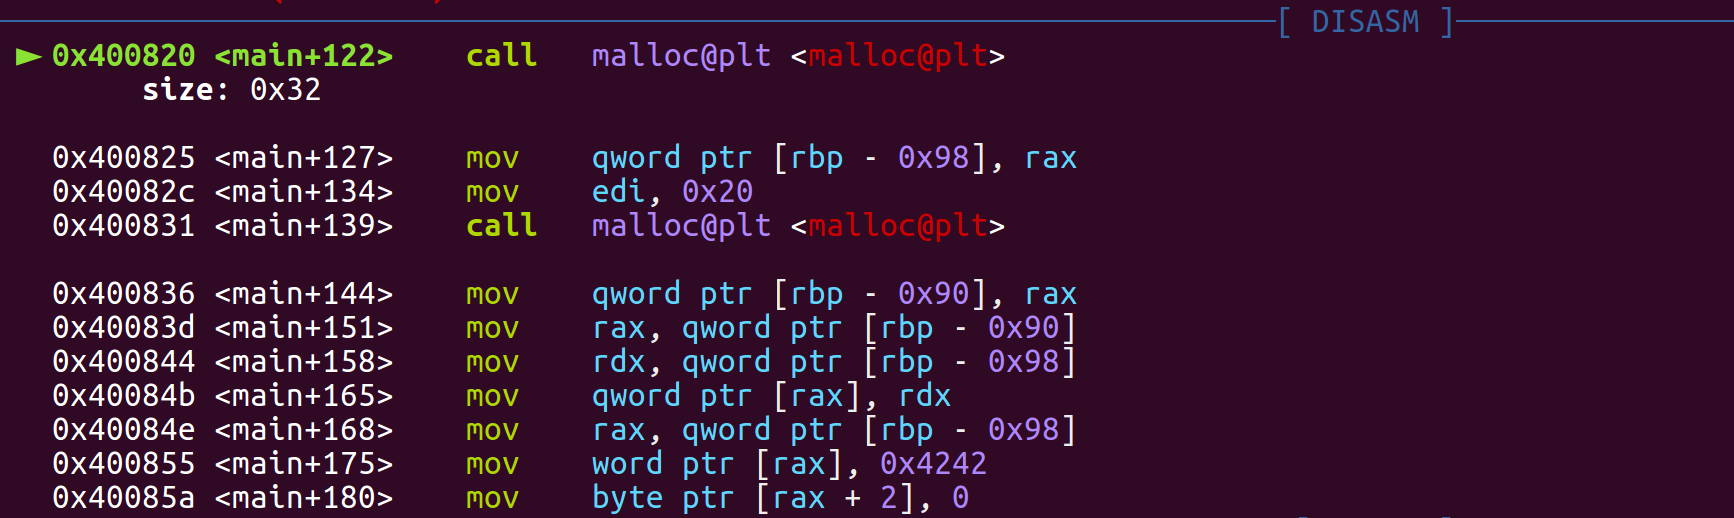 [ DISASM ]
► 0x400820 <main+122> call malloc@plt <malloc@plt>
size: 0x32
0x400825 <main+127> mov qword ptr [rbp - 0x98], rax
0x40082c <main+134> mov edi, 0x20
0x400831 <main+139> call malloc@plt <malloc@plt>
0x400836 <main+144> mov qword ptr [rbp - 0x90], rax
0x40083d <main+151> mov rax, qword ptr [rbp - 0x90]
0x400844 <main+158> mov rdx, qword ptr [rbp - 0x98]
0x40084b <main+165> mov qword ptr [rax], rdx
0x40084e <main+168> mov rax, qword ptr [rbp - 0x98]
0x400855 <main+175> mov word ptr [rax], 0x4242
0x40085a <main+180> mov byte ptr [rax + 2], 0